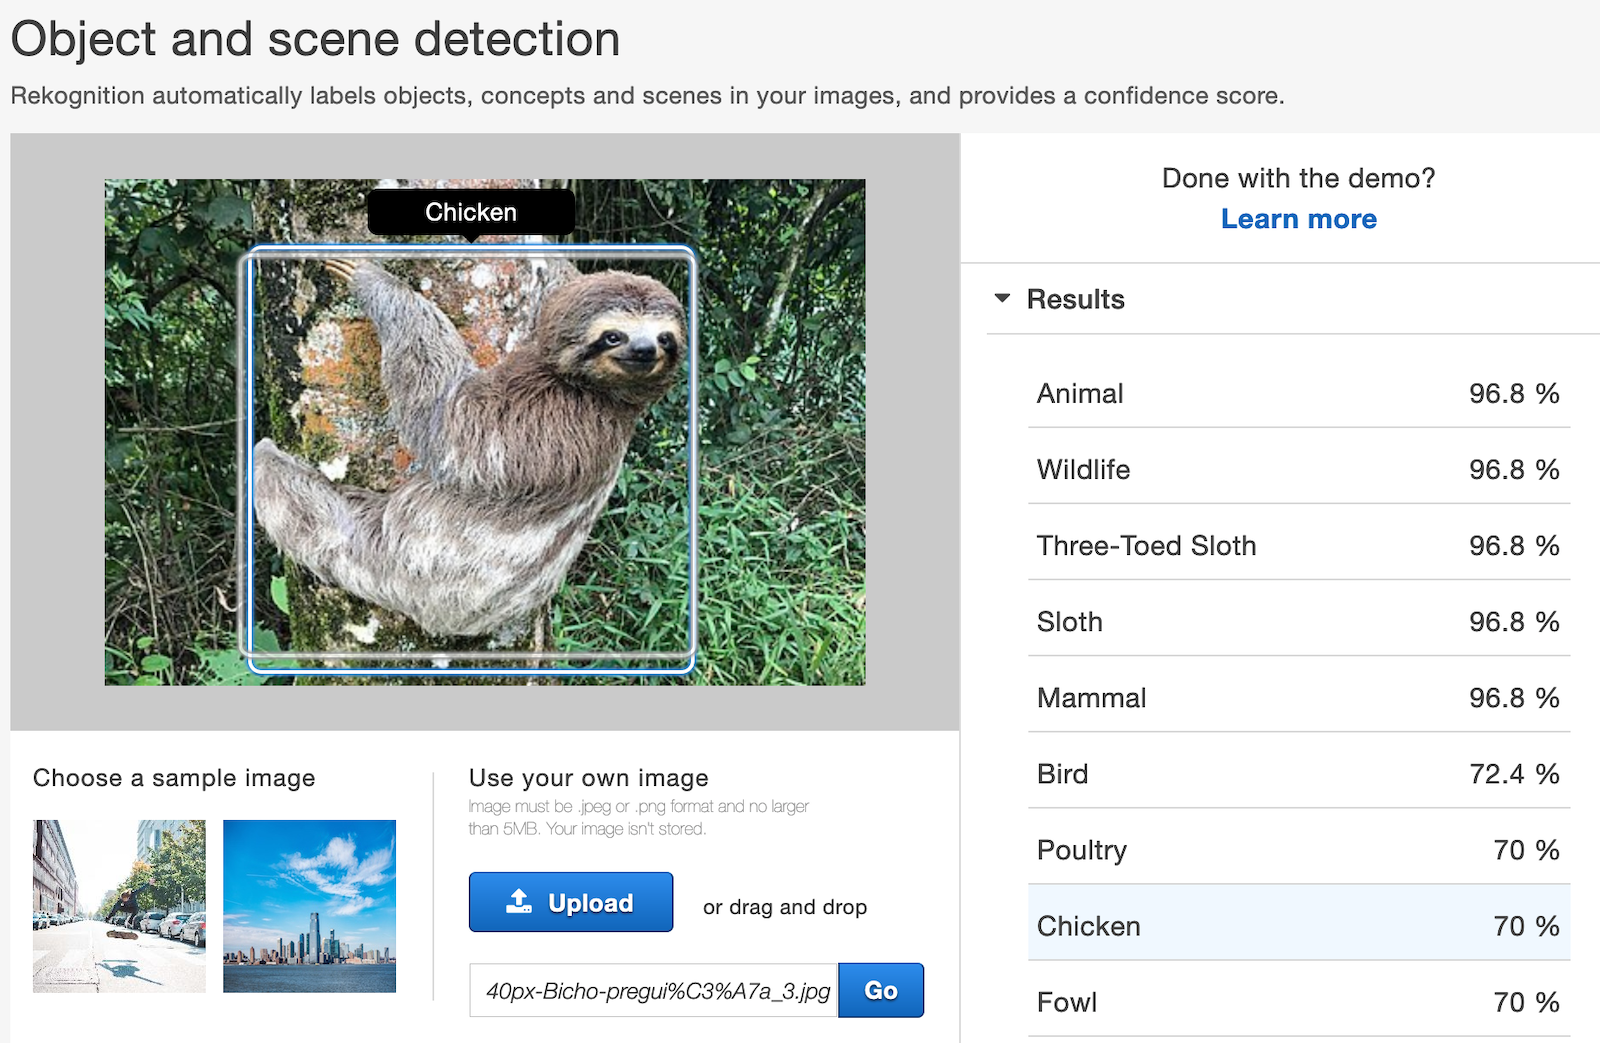 Object and scene detection
Rekognition automatically labels objects, concepts and scenes in your images, and provides a confidence score.
Chicken
Choose a sample image
Use your own image
Image must be .jpeg or .png format and no larger
than 5MB. Your image isn't stored.
Upload
or drag and drop
40px-Bicho-pregui%C3%A7a_3.jpg
Go
Done with the demo?
Learn more
Results
Animal 96.8 %
Wildlife 96.8 %
Three-Toed Sloth 96.8 %
Sloth 96.8 %
Mammal 96.8 %
Bird 72.4 %
Poultry 70 %
Chicken 70 %
Fowl 70 %